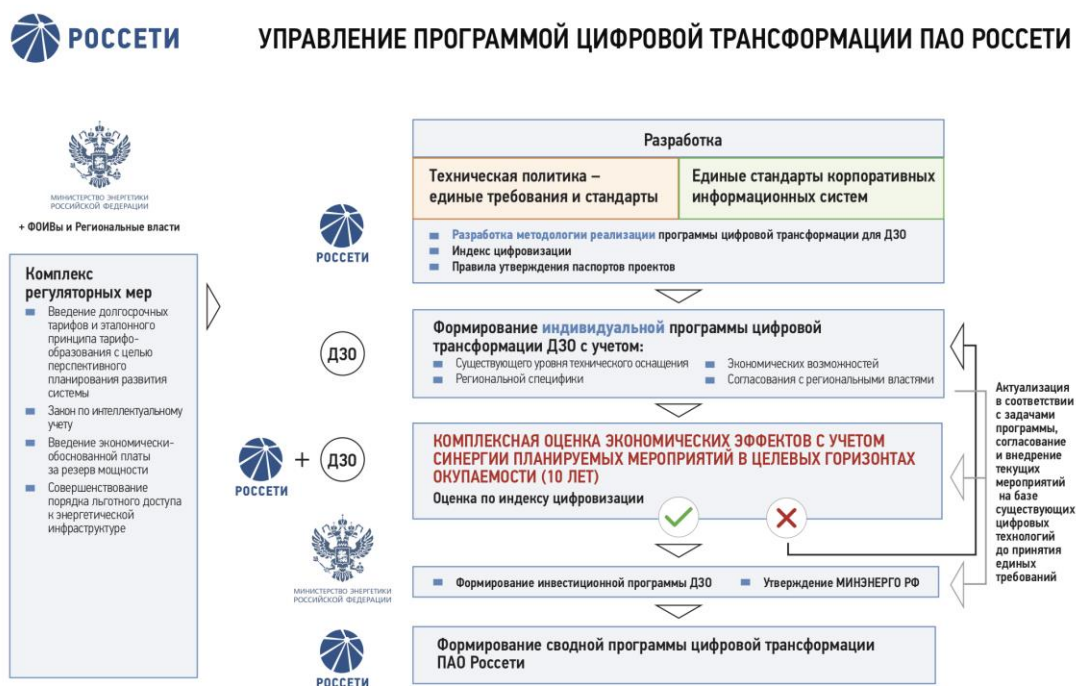 РОССЕТИ
УПРАВЛЕНИЕ ПРОГРАММОЙ ЦИФРОВОЙ ТРАНСФОРМАЦИИ ПАО РОССЕТИ
МИНИСТЕРСТВО ЭНЕРГЕТИКИ
РОССИЙСКОЙ ФЕДЕРАЦИИ
+ ФОИВы и Региональные власти
Комплекс
регуляторных мер
Введение долгосрочных
тарифов и эталонного
принципа тарифо-
образования с целью
перспективного
планирования развития
системы
Закон по интеллектуальному
учету
Введение экономически-
обоснованной платы
за резерв мощности
Совершенствование
порядка льготного доступа
к энергетической
инфраструктуре
РОССЕТИ
Разработка
Техническая политика –
единые требования и стандарты
Единые стандарты корпоративных
информационных систем
Разработка методологии реализации программы цифровой трансформации для ДЗО
Индекс цифровизации
Правила утверждения паспортов проектов
ДЗО
Формирование индивидуальной программы цифровой
трансформации ДЗО с учетом:
Существующего уровня технического оснащения
Региональной специфики
Экономических возможностей
Согласования с региональными властями
РОССЕТИ
+
ДЗО
КОМПЛЕКСНАЯ ОЦЕНКА ЭКОНОМИЧЕСКИХ ЭФФЕКТОВ С УЧЕТОМ
СИНЕРГИИ ПЛАНИРУЕМЫХ МЕРОПРИЯТИЙ В ЦЕЛЕВЫХ ГОРИЗОНТАХ
ОКУПАЕМОСТИ (10 ЛЕТ)
Оценка по индексу цифровизации
Актуализация
в соответствии
с задачами
программы,
согласование
и внедрение
текущих
мероприятий
на базе
существующих
цифровых
технологий
до принятия
единых
требований
МИНИСТЕРСТВО ЭНЕРГЕТИКИ
РОССИЙСКОЙ ФЕДЕРАЦИИ
Формирование инвестиционной программы ДЗО
Утверждение МИНЭНЕРГО РФ
РОССЕТИ
Формирование сводной программы цифровой трансформации
ПАО Россети